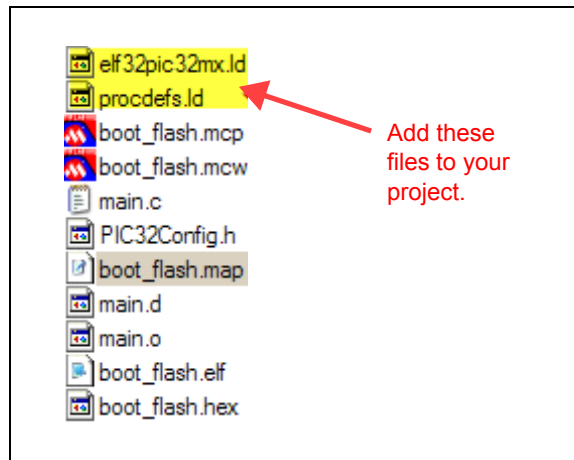 elf32pic32mx.ld
procdefs.ld
boot_flash.mcp
boot_flash.mcw
main.c
PIC32Config.h
boot_flash.map
main.d
main.o
boot_flash.elf
boot_flash.hex
Add these
files to your
project.